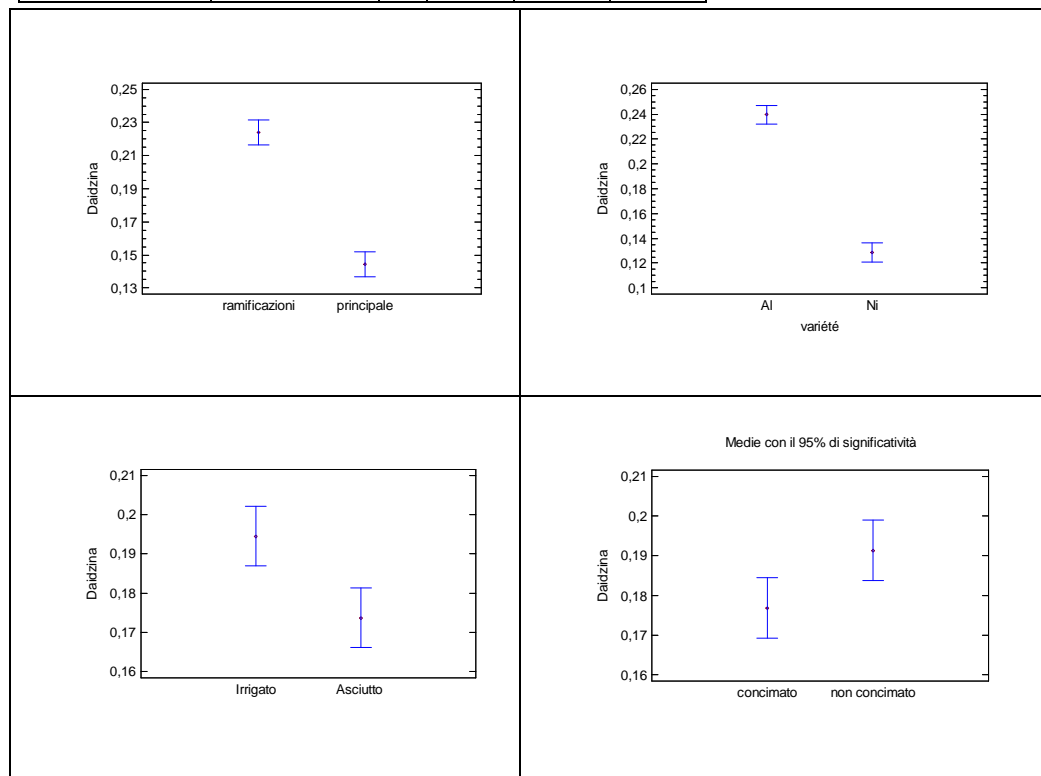 0,25
0,23
0,21
0,19
0,17
0,15
0,13
Daidzina
ramificazioni principale
0,26
0,24
0,22
0,2
0,18
0,16
0,14
0,12
0,1
Daidzina
Al Ni
variété
0,21
0,2
0,19
0,18
0,17
0,16
Daidzina
Irrigato Asciutto
Medie con il 95% di significatività
0,21
0,2
0,19
0,18
0,17
0,16
Daidzina
concimato non concimato